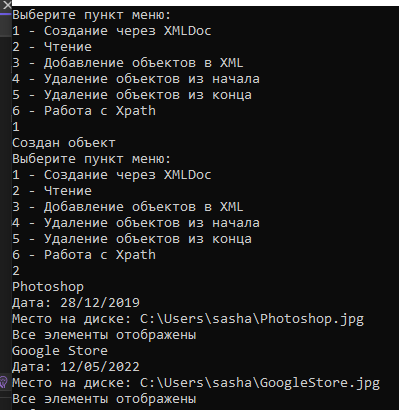 Выберите пункт меню:
1 - Создание через XMLDoc
2 - Чтение
3 - Добавление объектов в XML
4 - Удаление объектов из начала
5 - Удаление объектов из конца
6 - Работа с Xpath
1
Создан объект
Выберите пункт меню:
1 - Создание через XMLDoc
2 - Чтение
3 - Добавление объектов в XML
4 - Удаление объектов из начала
5 - Удаление объектов из конца
6 - Работа с Xpath
2
Photoshop
Дата: 28/12/2019
Место на диске: C:\Users\sasha\Photoshop.jpg
Все элементы отображены
Google Store
Дата: 12/05/2022
Место на диске: C:\Users\sasha\GoogleStore.jpg
Все элементы отображены